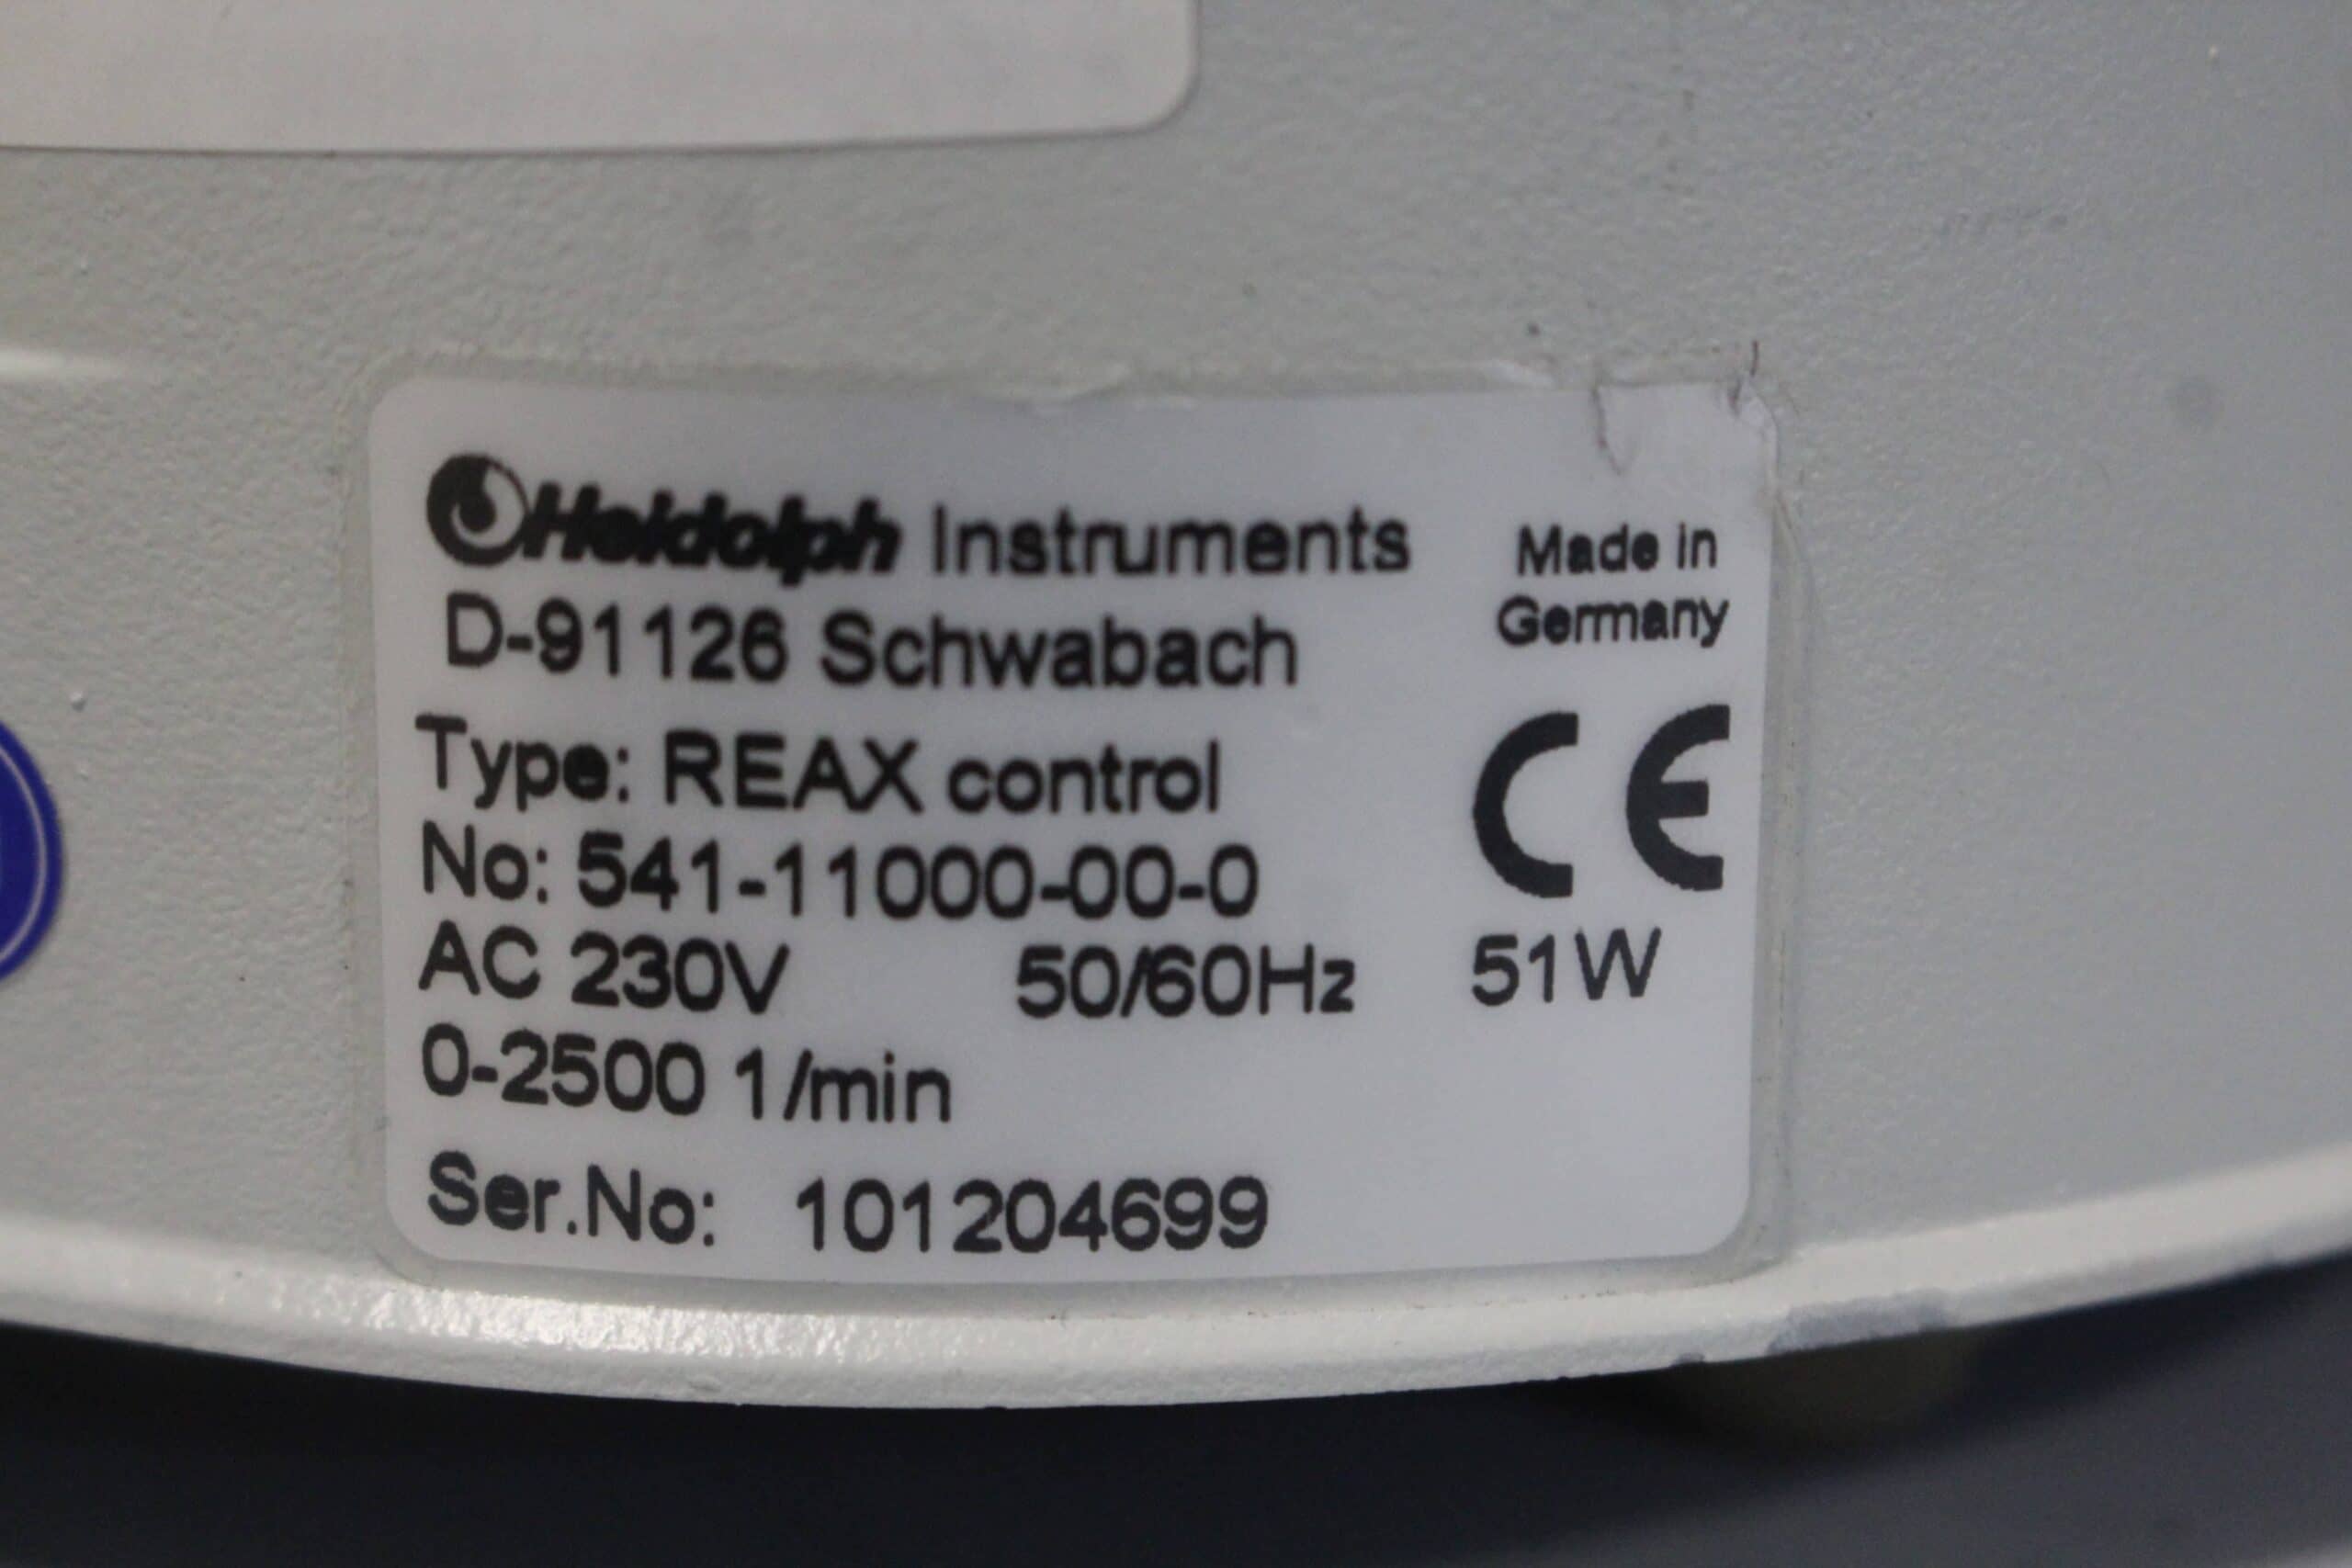 Heidolph Instruments
Made in
Germany
D-91126 Schwabach
Type: REAX control
No: 541-11000-00-0
CE
AC 230V 50/60Hz 51W
0-2500 1/min
Ser.No: 101204699